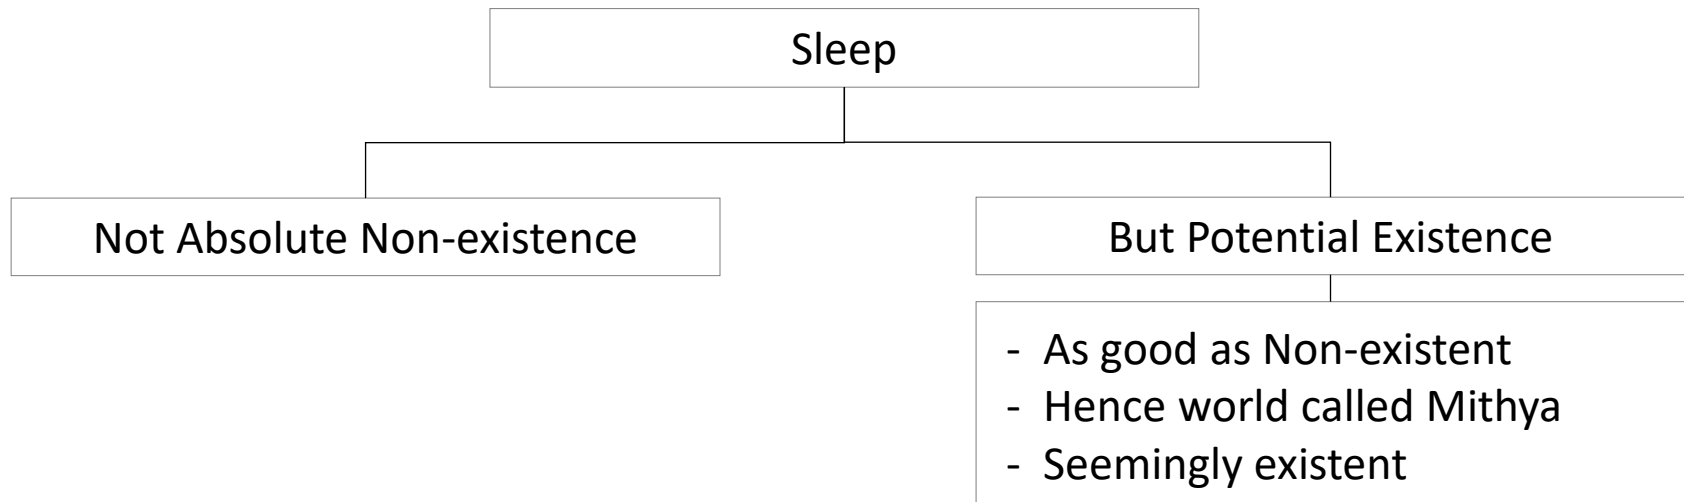 Sleep
Not Absolute Non-existence
But Potential Existence
- As good as Non-existent
- Hence world called Mithya
- Seemingly existent